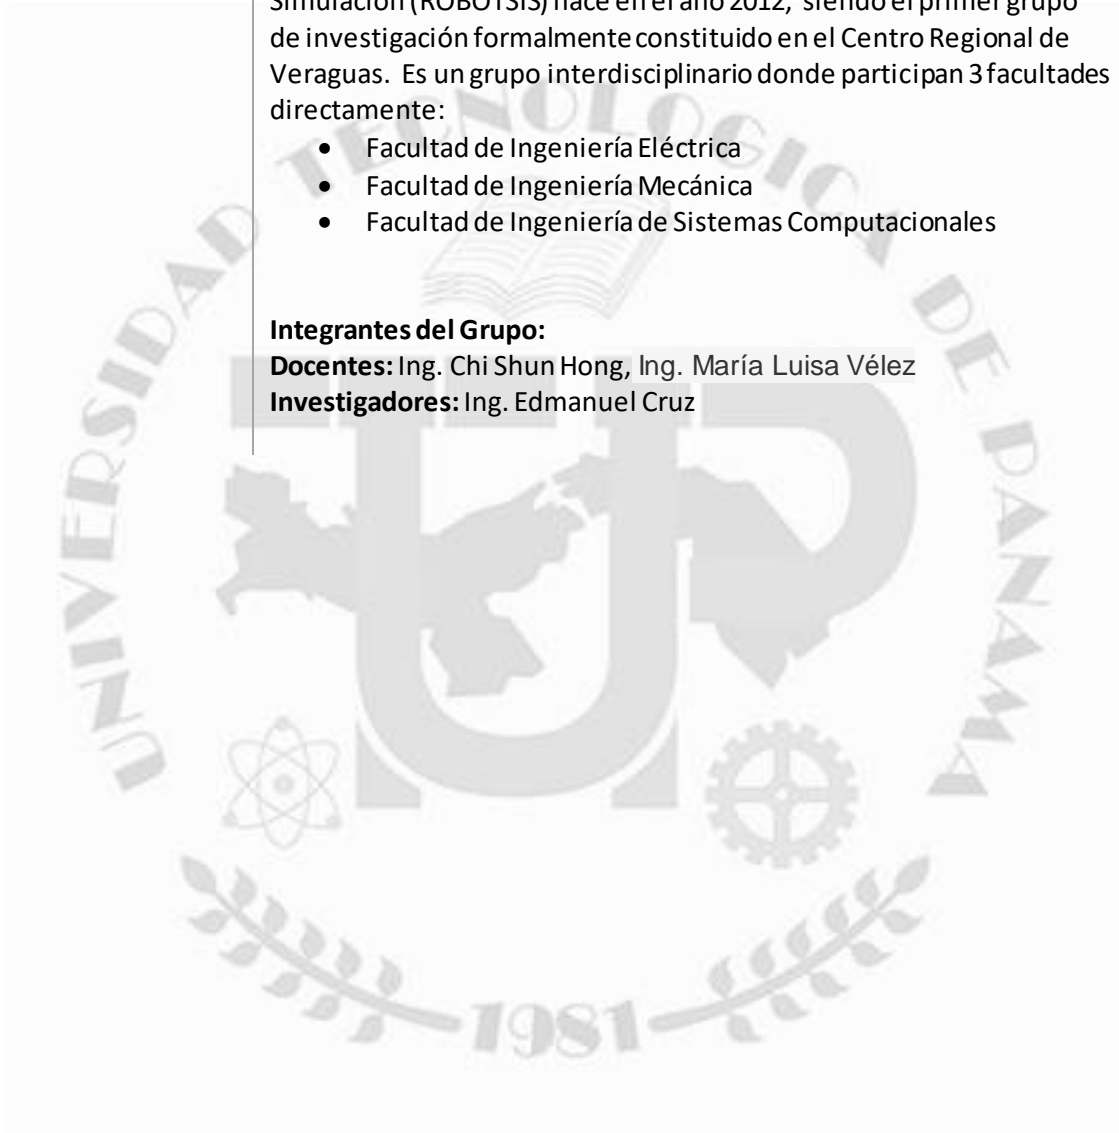 Simulación (ROBOTSIS) nace en el año 2012, siendo el primer grupo
de investigación formalmente constituido en el Centro Regional de
Veraguas. Es un grupo interdisciplinario donde participan 3 facultades
directamente:
• Facultad de Ingeniería Eléctrica
• Facultad de Ingeniería Mecánica
• Facultad de Ingeniería de Sistemas Computacionales
Integrantes del Grupo:
Docentes: Ing. Chi Shun Hong, Ing. María Luisa Vélez
Investigadores: Ing. Edmanuel Cruz
UNIVERSIDAD TECNOLOGICA DE PANAMA
UTP
1981